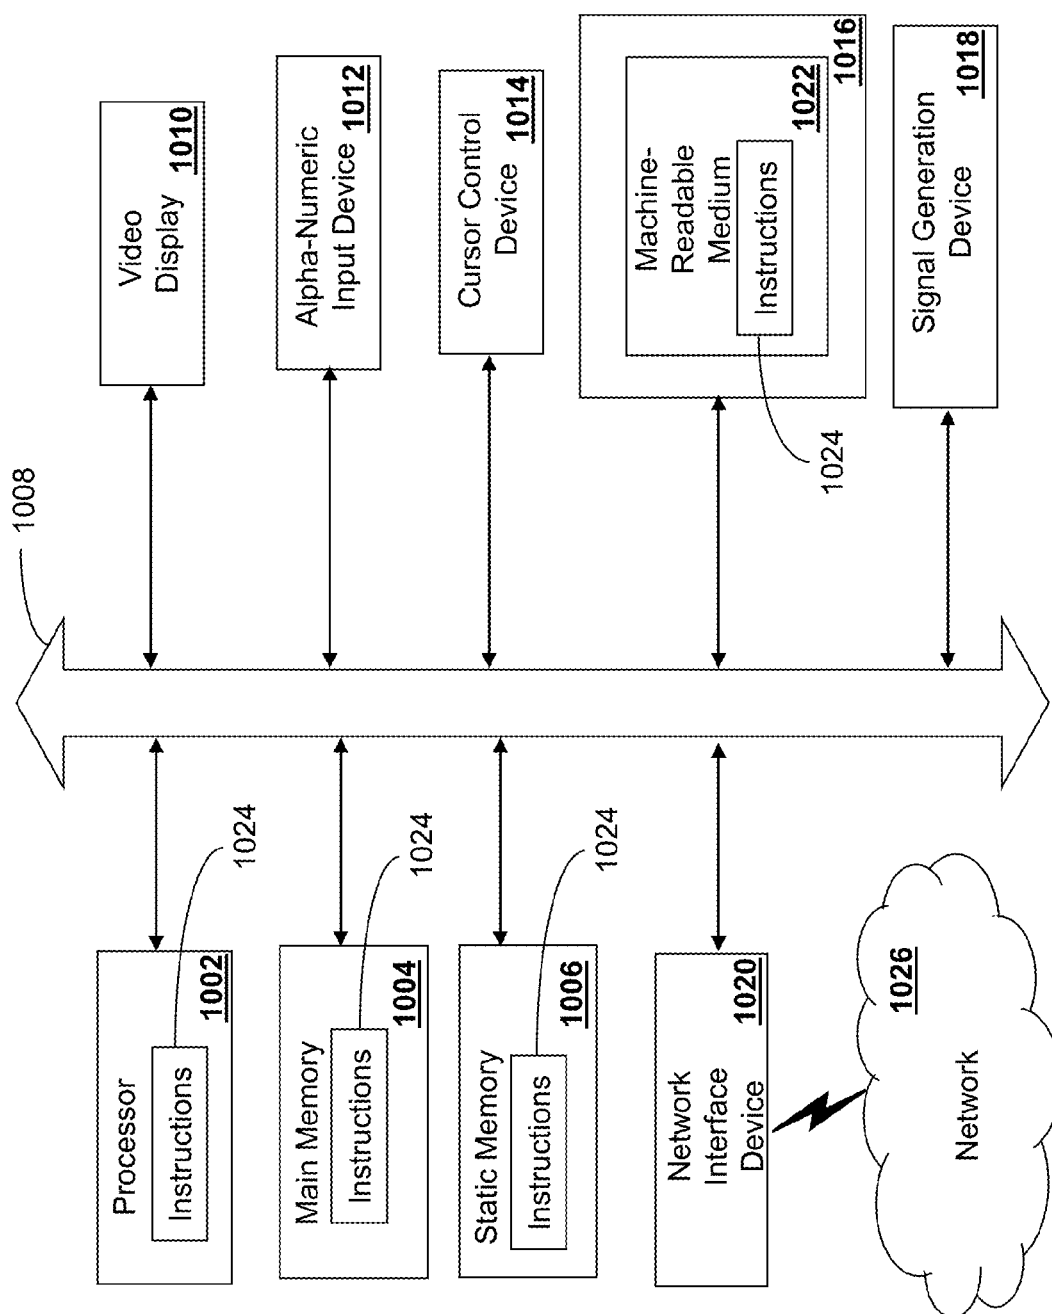 1008
Processor
Instructions
1002
1024
Main Memory
Instructions
1004
1024
Static Memory
Instructions
1006
1024
Network
Interface
Device
1020
Network
1026
Video
Display
1010
Alpha-Numeric
Input Device
1012
Cursor Control
Device
1014
Machine-
Readable
Medium
Instructions
1022
1016
1024
Signal Generation
Device
1018